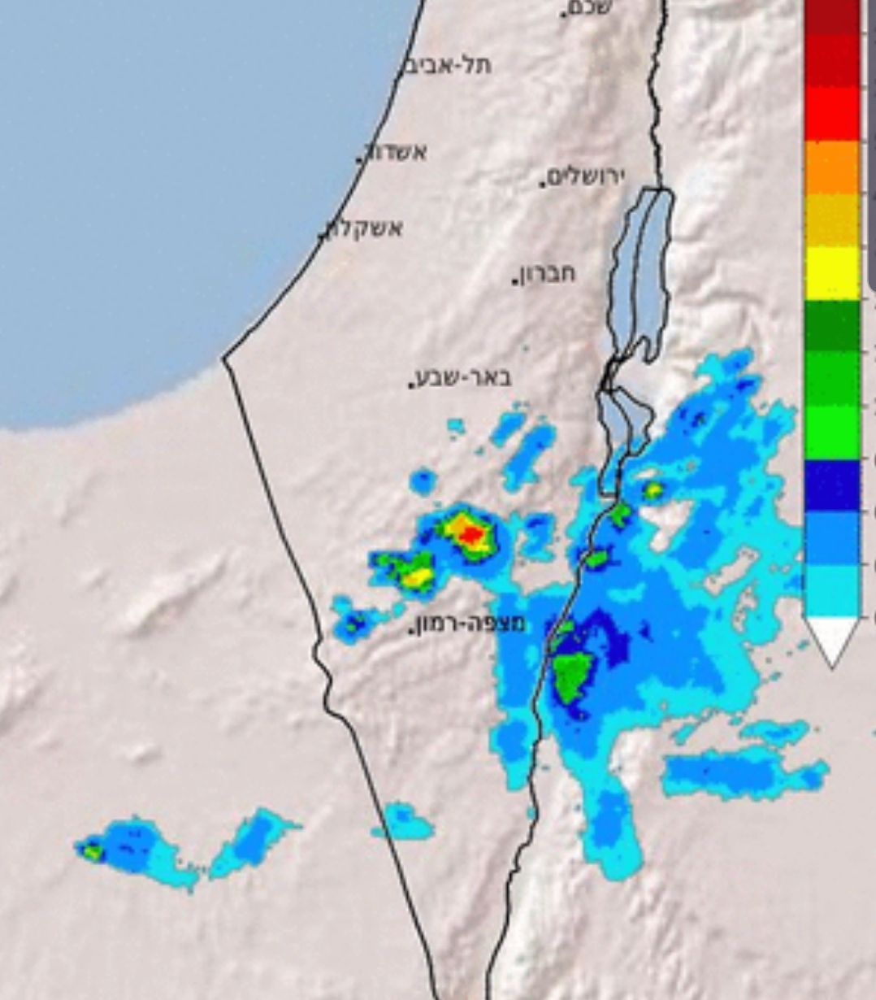 שכם
תל-אביב
אשדוד
ירושלים
אשקלון
חברון
באר-שבע
מצפה-רמון